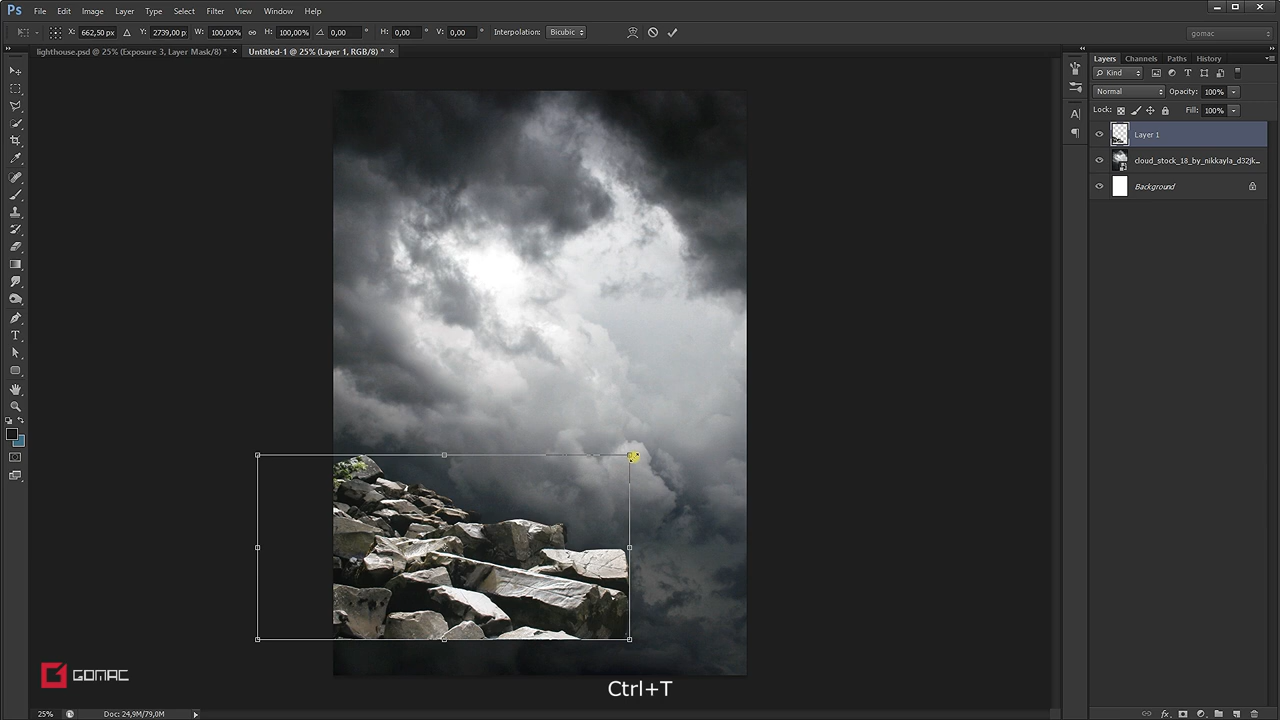 Ps File Edit Image Layer Type Select Filter View Window Help
X: 662,50 px Y: 2739,00 px W: 100,00% H: 100,00% 0,00 ° H: 0,00 ° V: 0,00 ° Interpolation: Bicubic gomac
lighthouse.psd @ 25% (Exposure 3, Layer Mask/8) * × Untitled-1 @ 25% (Layer 1, RGB/8) * ×
Layers Channels Paths History
Kind
Normal Opacity: 100%
Lock: Fill: 100%
Layer 1
cloud_stock_18_by_nikkayla_d32jk...
Background
GOMAC
Ctrl+T
25% Doc: 24,9M/79,0M